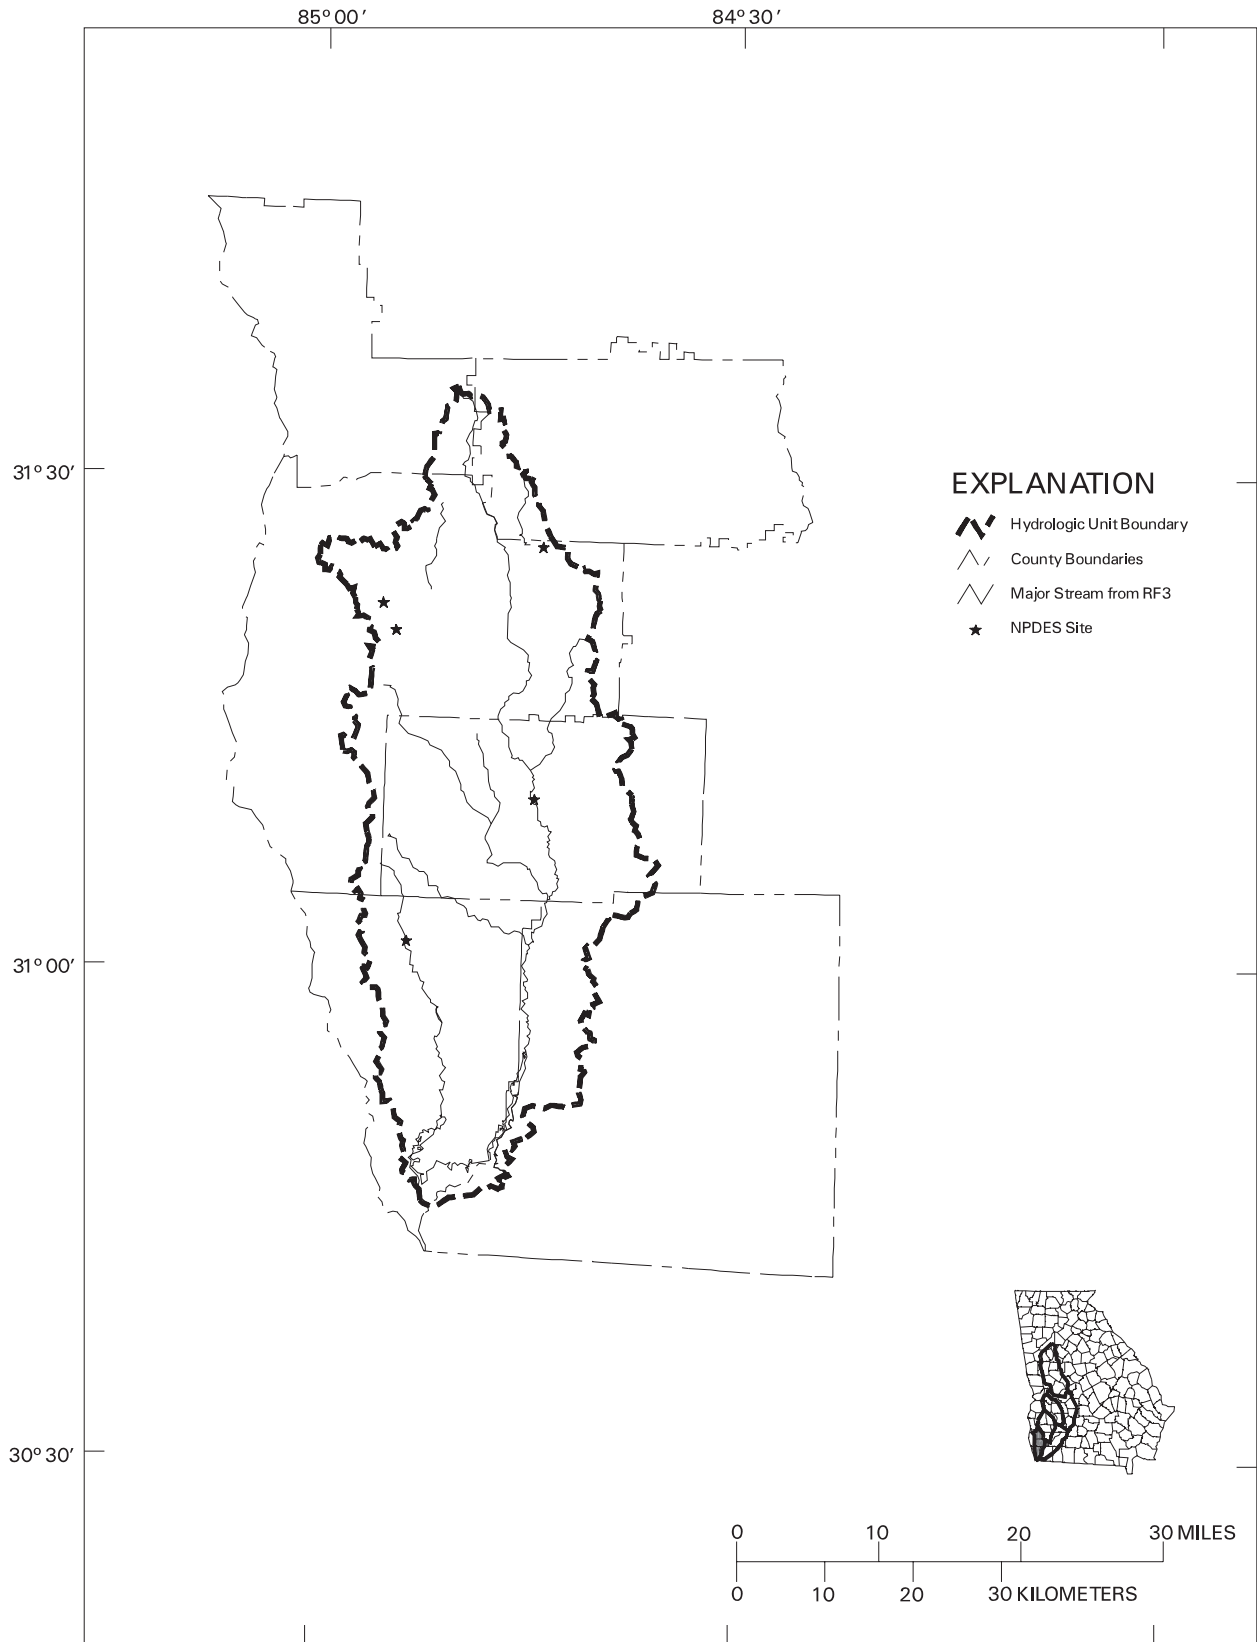 85° 00′ 84° 30′
31° 30′
EXPLANATION
Hydrologic Unit Boundary
County Boundaries
Major Stream from RF3
NPDES Site
31° 00′
30° 30′
0 10 20 30 MILES
0 10 20 30 KILOMETERS